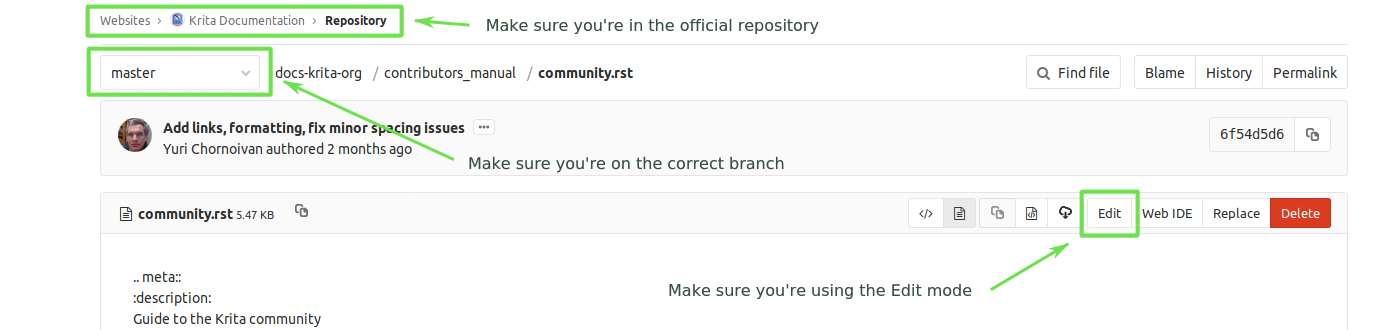 Websites › Krita Documentation › Repository
Make sure you're in the official repository
master
docs-krita-org / contributors_manual / community.rst
Find file
Blame
History
Permalink
Add links, formatting, fix minor spacing issues
Yuri Chornoivan authored 2 months ago
6f54d5d6
Make sure you're on the correct branch
community.rst 5.47 KB
</>
Edit
Web IDE
Replace
Delete
.. meta::
:description:
Guide to the Krita community
Make sure you're using the Edit mode